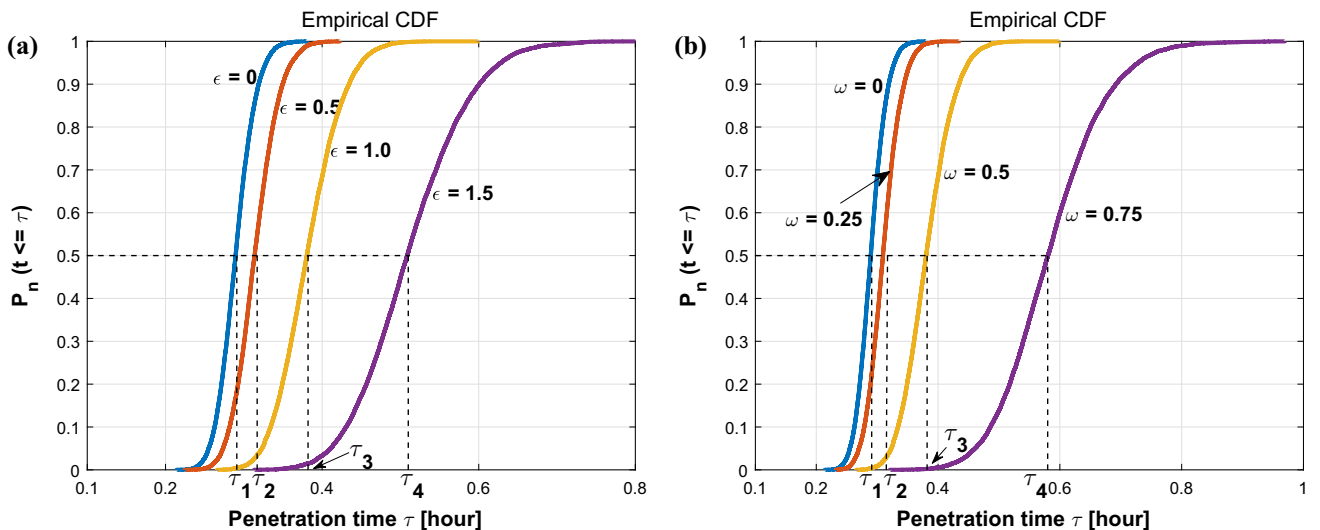 Empirical CDF
(a)
1
0.9
0.8
0.7
0.6
0.5
0.4
0.3
0.2
0.1
0
P_n (t <= τ)
ϵ = 0
ϵ = 0.5
ϵ = 1.0
ϵ = 1.5
τ_3
0.1
0.2
τ_1
τ_2
0.4
τ_4
0.6
0.8
Penetration time τ [hour]
Empirical CDF
(b)
1
0.9
0.8
0.7
0.6
0.5
0.4
0.3
0.2
0.1
0
P_n (t <= τ)
ω = 0
ω = 0.5
ω = 0.25
ω = 0.75
τ_3
0.1
0.2
τ_1
τ_2
0.4
τ_4
0.6
0.8
1
Penetration time τ [hour]